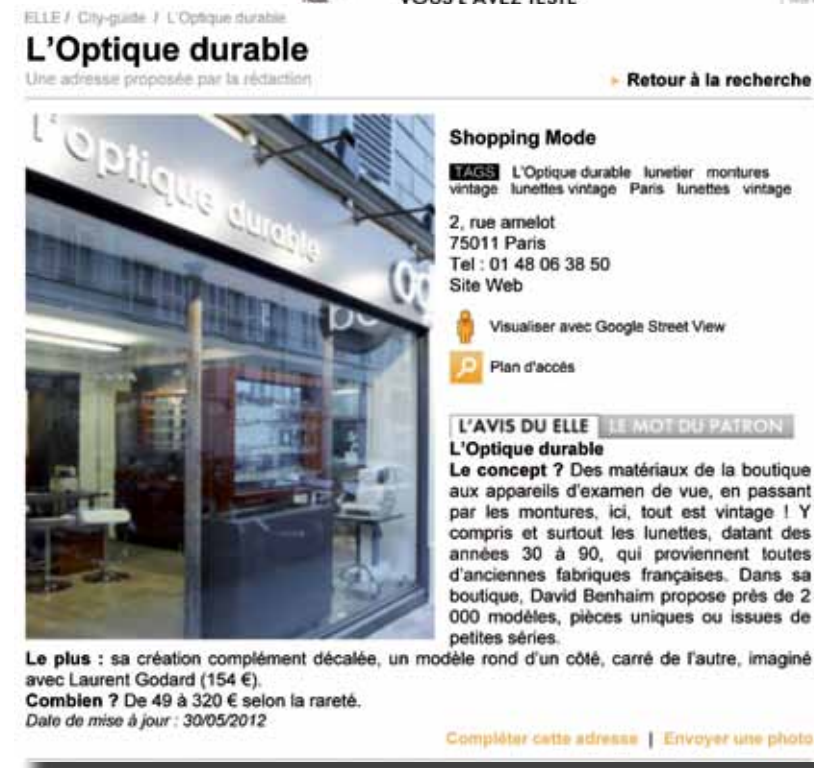 VOUS L'AVEZ TESTÉ
ELLE / City-guide / L'Optique durable
L'Optique durable
Une adresse proposée par la rédaction
Retour à la recherche
l'optique durable
Shopping Mode
TAGS L'Optique durable lunetier montures
vintage lunettes vintage Paris lunettes vintage
2, rue amelot
75011 Paris
Tel : 01 48 06 38 50
Site Web
Visualiser avec Google Street View
Plan d'accès
L'AVIS DU ELLE LE MOT DU PATRON
L'Optique durable
Le concept ? Des matériaux de la boutique
aux appareils d'examen de vue, en passant
par les montures, ici, tout est vintage ! Y
compris et surtout les lunettes, datant des
années 30 à 90, qui proviennent toutes
d'anciennes fabriques françaises. Dans sa
boutique, David Benhaim propose près de 2
000 modèles, pièces uniques ou issues de
petites séries.
Le plus : sa création complément décalée, un modèle rond d'un côté, carré de l'autre, imaginé
avec Laurent Godard (154 €).
Combien ? De 49 à 320 € selon la rareté.
Date de mise à jour : 30/05/2012
Compléter cette adresse | Envoyer une photo